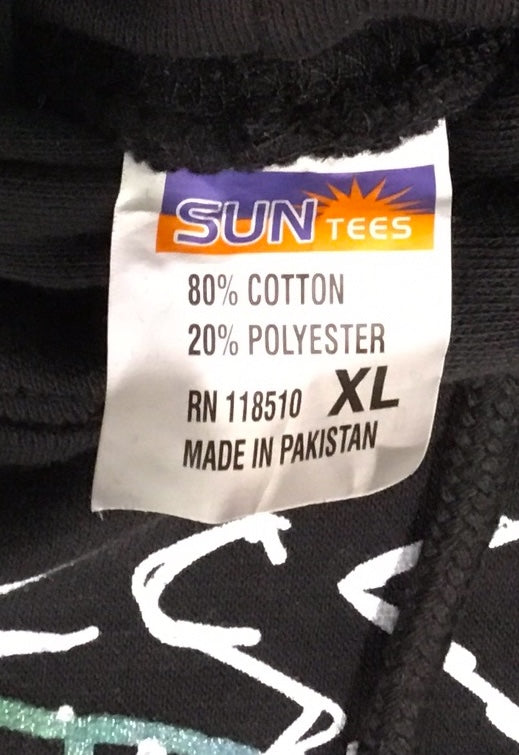 SUN TEES
80% COTTON
20% POLYESTER
RN 118510 XL
MADE IN PAKISTAN